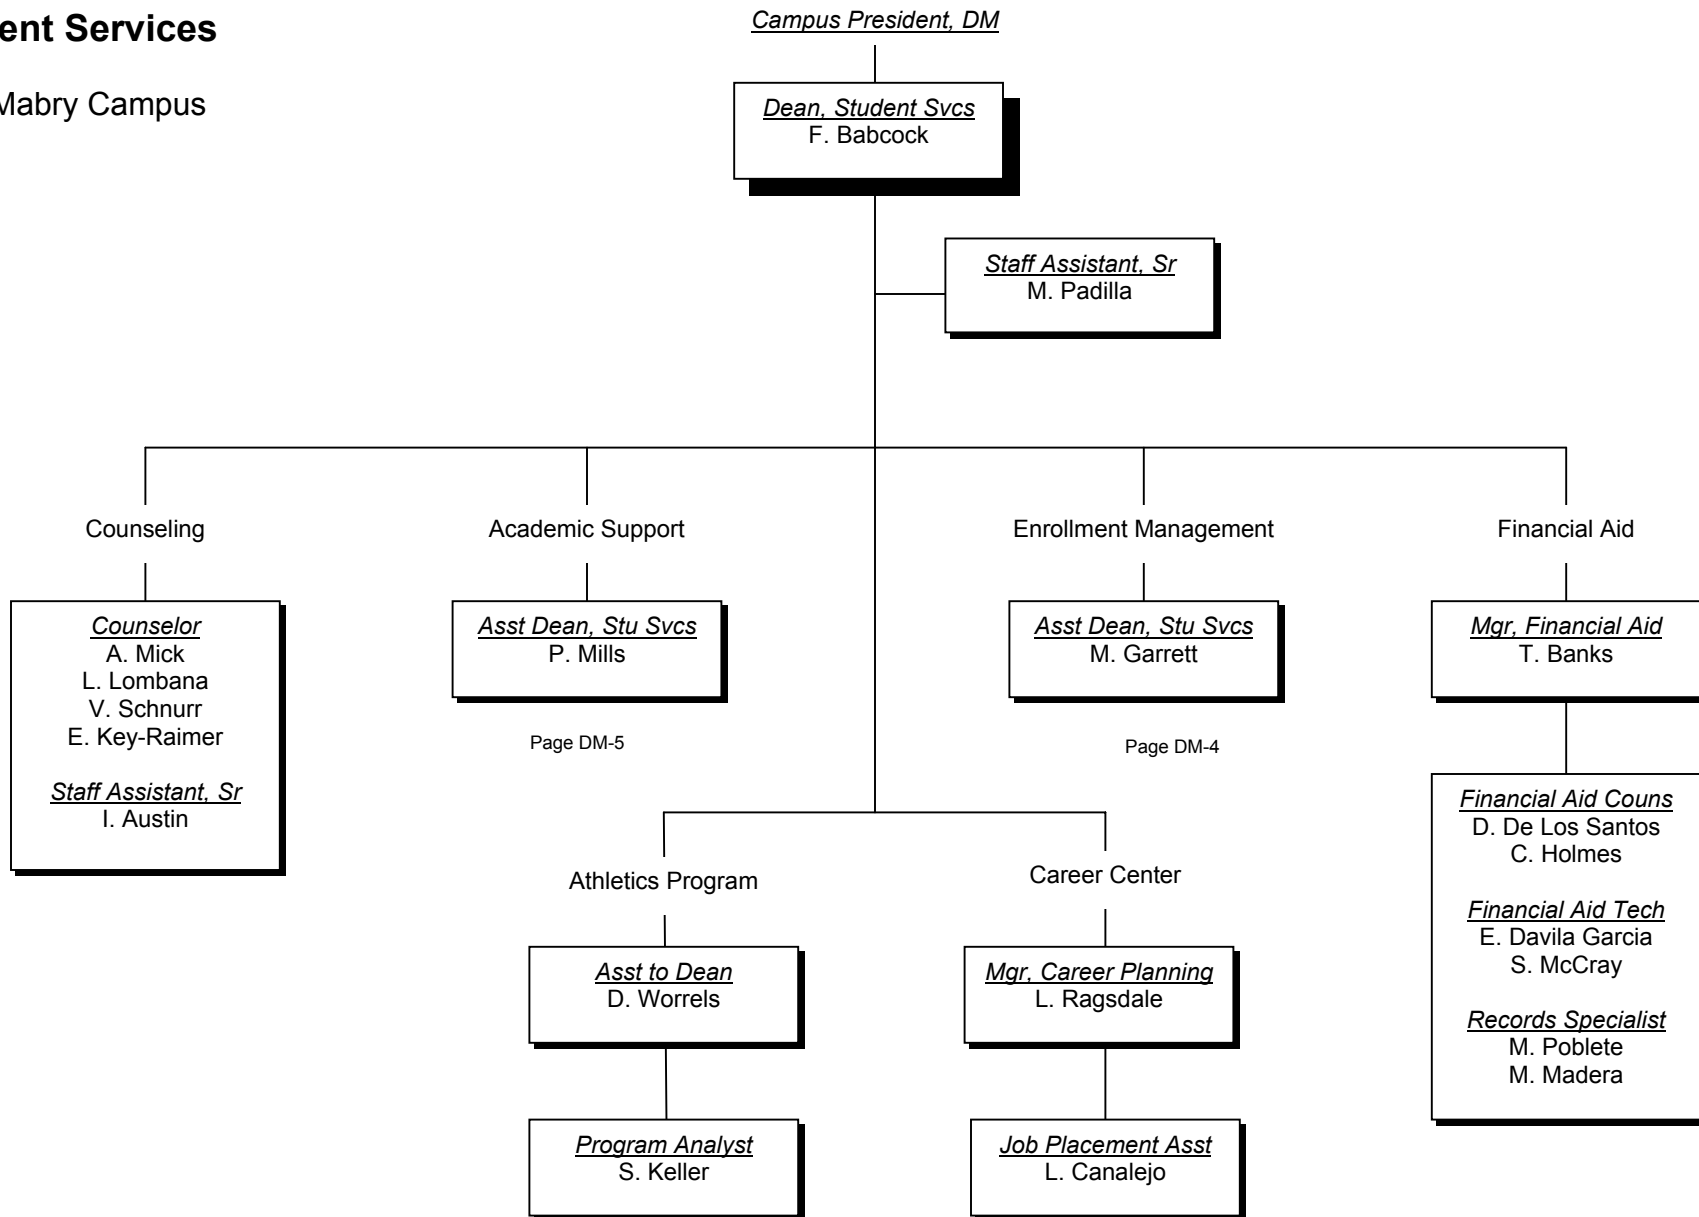 ent Services
Mabry Campus
Campus President, DM
Dean, Student Svcs
F. Babcock
Staff Assistant, Sr
M. Padilla
Counseling
Counselor
A. Mick
L. Lombana
V. Schnurr
E. Key-Raimer
Staff Assistant, Sr
I. Austin
Academic Support
Asst Dean, Stu Svcs
P. Mills
Page DM-5
Enrollment Management
Asst Dean, Stu Svcs
M. Garrett
Page DM-4
Financial Aid
Mgr, Financial Aid
T. Banks
Financial Aid Couns
D. De Los Santos
C. Holmes
Financial Aid Tech
E. Davila Garcia
S. McCray
Records Specialist
M. Poblete
M. Madera
Athletics Program
Asst to Dean
D. Worrels
Program Analyst
S. Keller
Career Center
Mgr, Career Planning
L. Ragsdale
Job Placement Asst
L. Canalejo